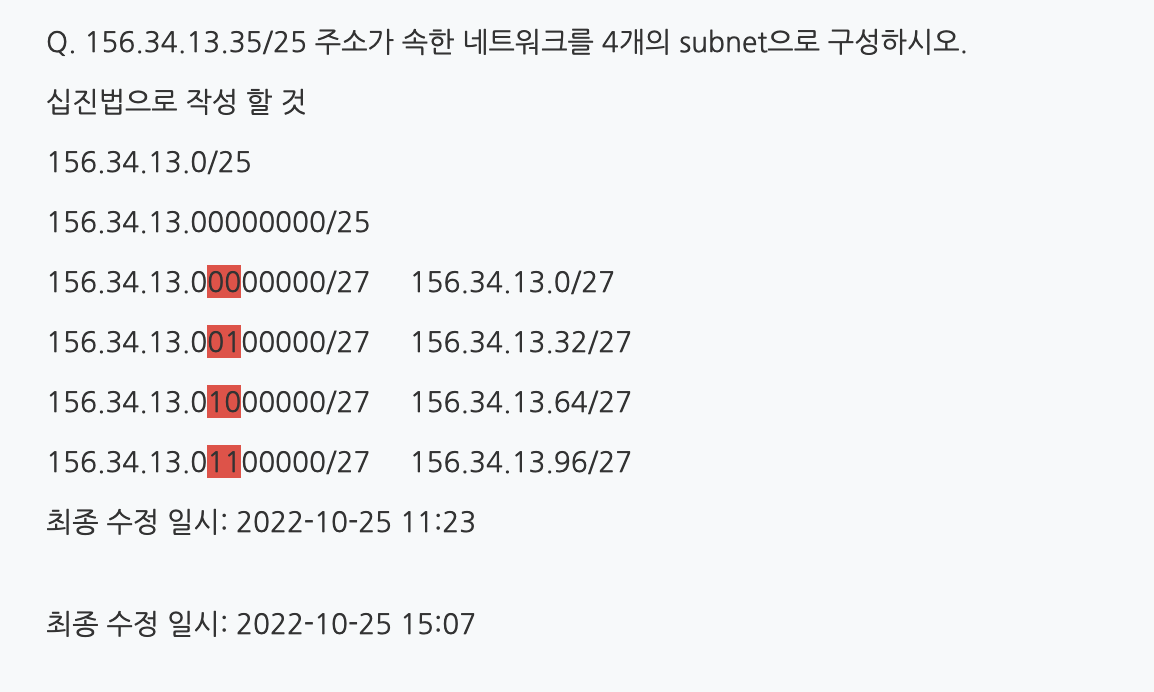 Q. 156.34.13.35/25 주소가 속한 네트워크를 4개의 subnet으로 구성하시오.
십진법으로 작성 할 것
156.34.13.0/25
156.34.13.00000000/25
156.34.13.00000000/27 156.34.13.0/27
156.34.13.00100000/27 156.34.13.32/27
156.34.13.01000000/27 156.34.13.64/27
156.34.13.01100000/27 156.34.13.96/27
최종 수정 일시: 2022-10-25 11:23
최종 수정 일시: 2022-10-25 15:07